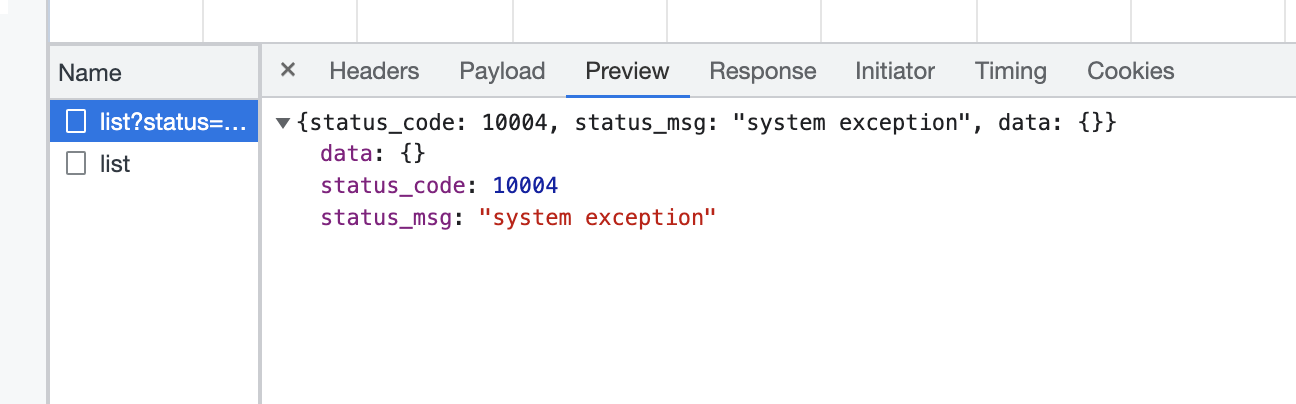 Name
× Headers Payload Preview Response Initiator Timing Cookies
list?status=...
list
{status_code: 10004, status_msg: "system exception", data: {}}
data: {}
status_code: 10004
status_msg: "system exception"